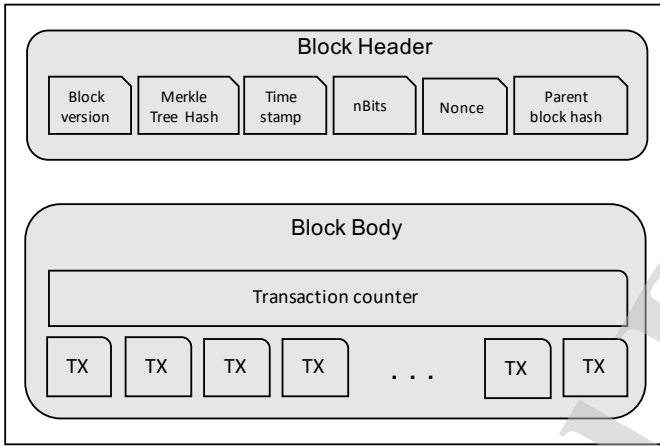 Block Header
Block Merkle Time nBits Nonce Parent
version Tree Hash stamp block hash
Block Body
Transaction counter
TX TX TX TX . . . TX TX